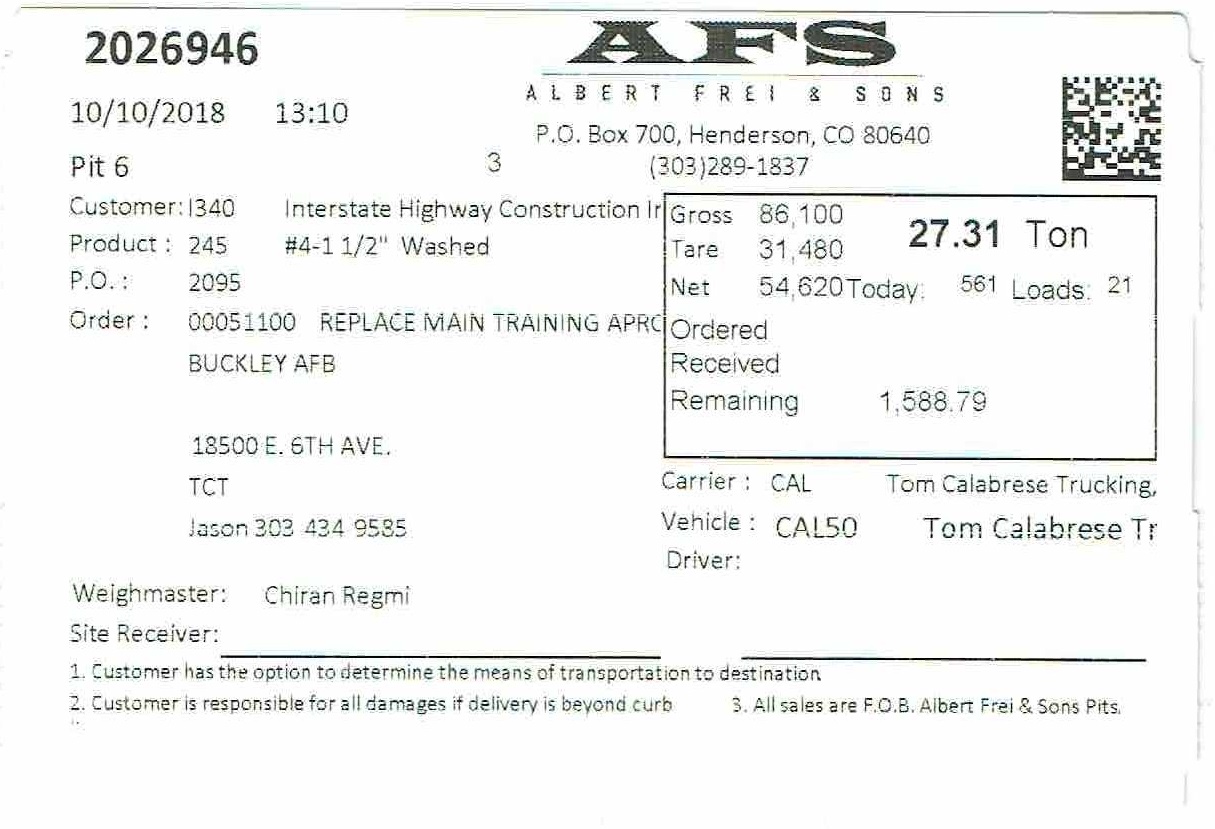 2026946
AFS
ALBERT FREI & SONS
10/10/2018 13:10
P.O. Box 700, Henderson, CO 80640
Pit 6 3 (303)289-1837
Customer: I340 Interstate Highway Construction Ir
Product : 245 #4-1 1/2" Washed
P.O. : 2095
Order : 00051100 REPLACE MAIN TRAINING APRC
BUCKLEY AFB
18500 E. 6TH AVE.
TCT
Jason 303 434 9585
Gross 86,100 27.31 Ton
Tare 31,480
Net 54,620 Today: 561 Loads: 21
Ordered
Received
Remaining 1,588.79
Carrier : CAL Tom Calabrese Trucking,
Vehicle : CAL50 Tom Calabrese Tr
Driver:
Weighmaster: Chiran Regmi
Site Receiver:
1. Customer has the option to determine the means of transportation to destination
2. Customer is responsible for all damages if delivery is beyond curb 3. All sales are F.O.B. Albert Frei & Sons Pits.